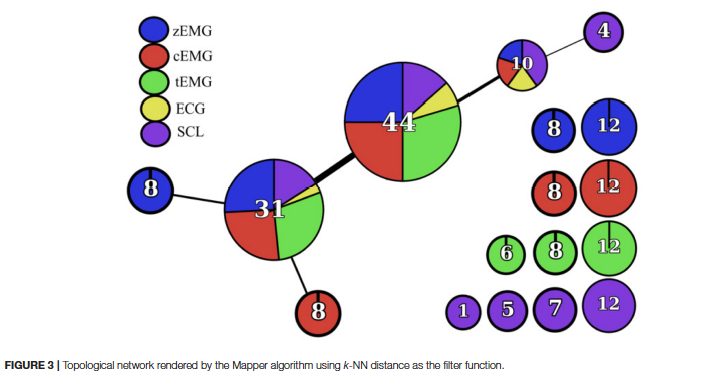 zEMG
cEMG
tEMG
ECG
SCL
4
10
44
8
12
8
31
8
12
6
8
12
8
1
5
7
12
FIGURE 3 | Topological network rendered by the Mapper algorithm using k-NN distance as the filter function.